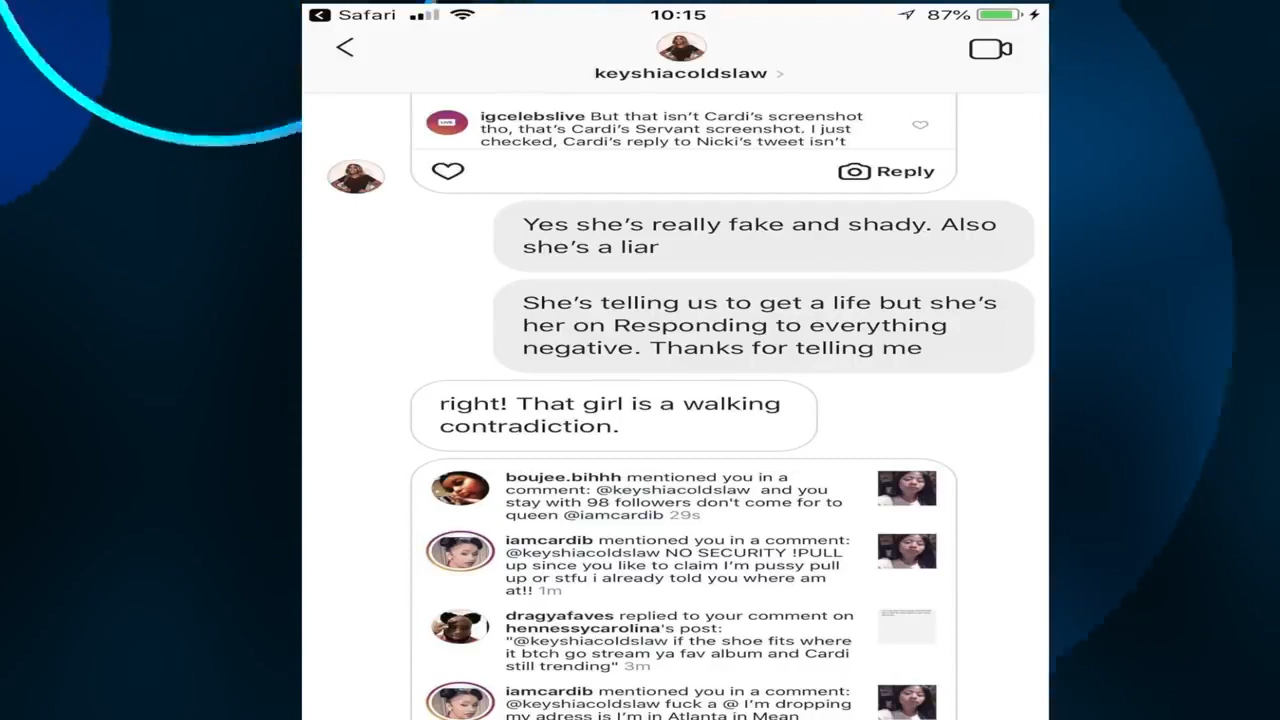 Safari 10:15 87%
keyshiacoldslaw >
igcelebslive But that isn't Cardi's screenshot
tho, that's Cardi's Servant screenshot. I just
checked, Cardi's reply to Nicki's tweet isn't
Reply
Yes she's really fake and shady. Also
she's a liar
She's telling us to get a life but she's
her on Responding to everything
negative. Thanks for telling me
right! That girl is a walking
contradiction.
boujee.bihhh mentioned you in a
comment: @keyshiacoldslaw and you
stay with 98 followers don't come for to
queen @iamcardib 29s
iamcardib mentioned you in a comment:
@keyshiacoldslaw NO SECURITY !PULL
up since you like to claim I'm pussy pull
up or stfu i already told you where am
at!! 1m
dragyafaves replied to your comment on
hennessycarolina's post:
"@keyshiacoldslaw if the shoe fits where
it btch go stream ya fav album and Cardi
still trending" 3m
iamcardib mentioned you in a comment:
@keyshiacoldslaw fuck a @ I'm dropping
my adress is I'm in Atlanta in Mean